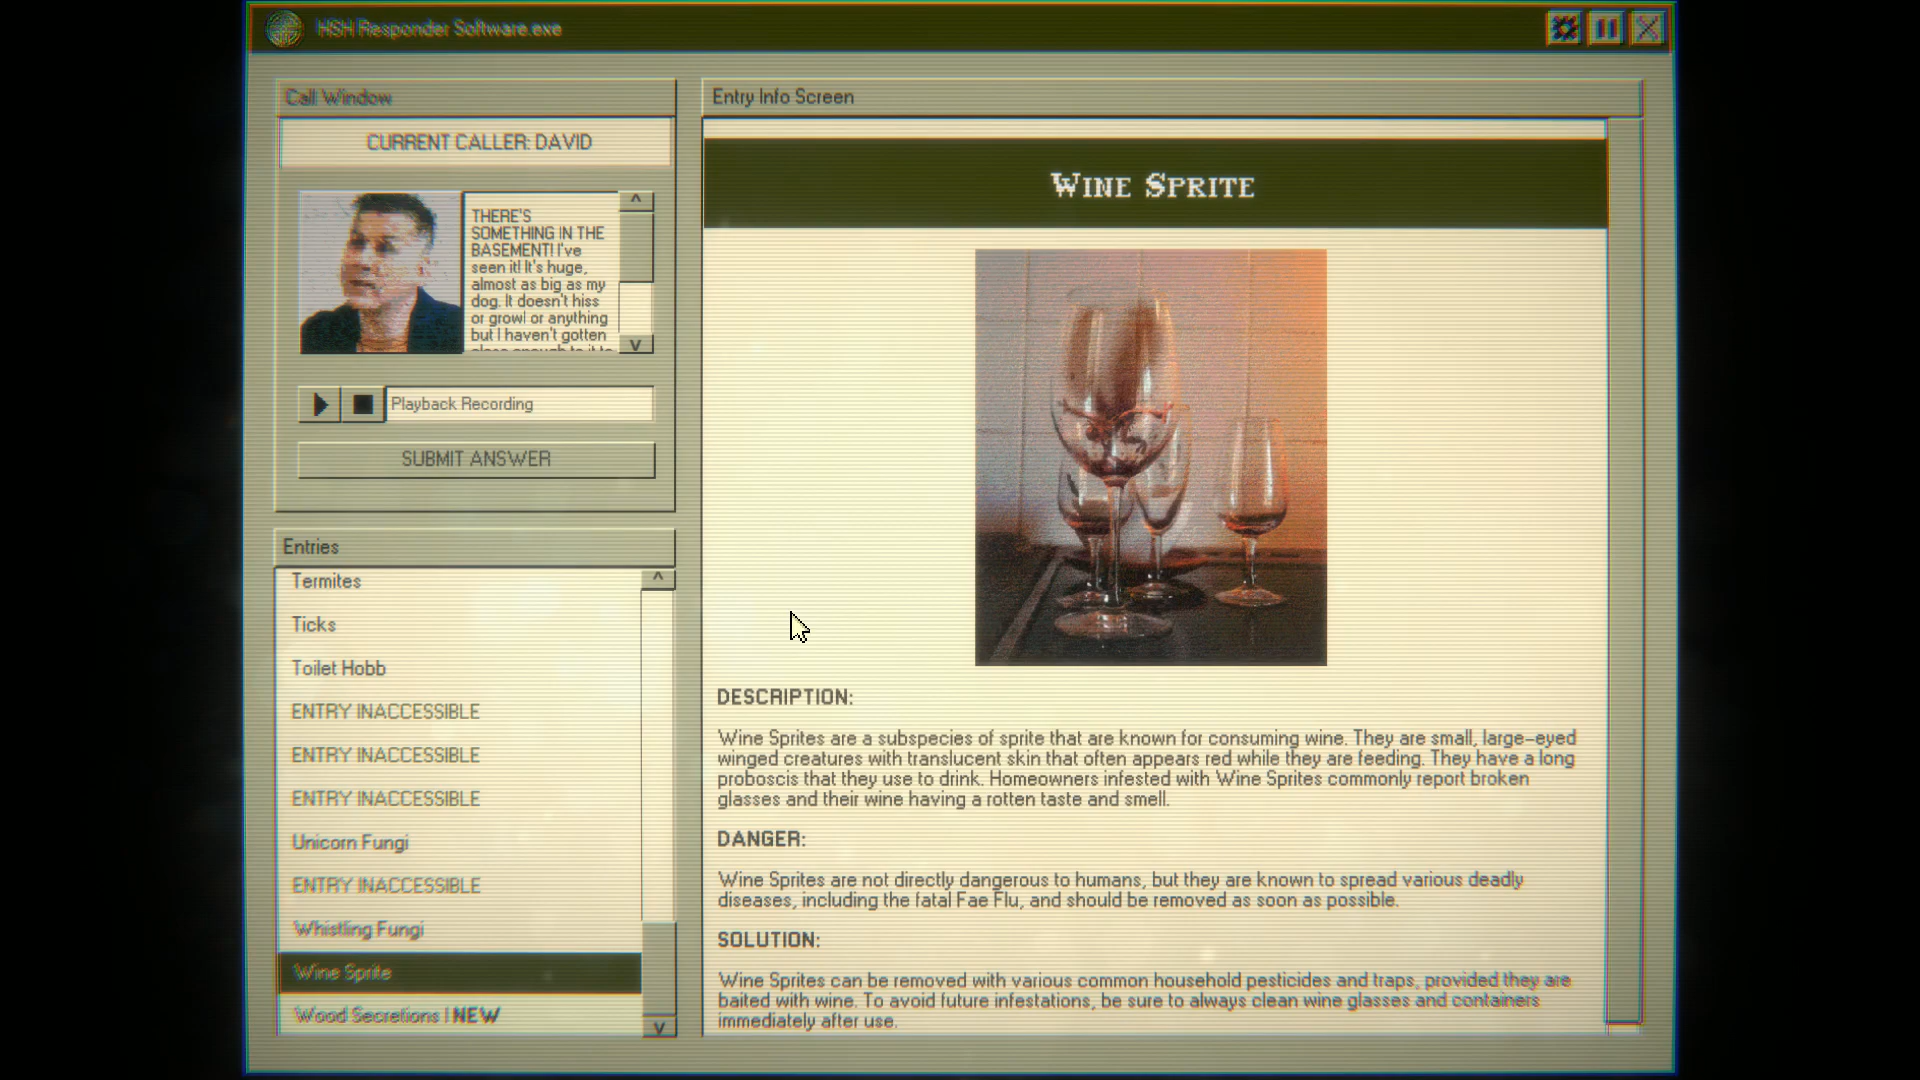 HSH Responder Software.exe
Call Window
CURRENT CALLER: DAVID
THERE'S
SOMETHING IN THE
BASEMENT! I've
seen it! It's huge,
almost as big as my
dog. It doesn't hiss
or growl or anything
but I haven't gotten
close enough to it to
^
v
Playback Recording
SUBMIT ANSWER
Entries
Termites
Ticks
Toilet Hobb
ENTRY INACCESSIBLE
ENTRY INACCESSIBLE
ENTRY INACCESSIBLE
Unicorn Fungi
ENTRY INACCESSIBLE
Whistling Fungi
Wine Sprite
Wood Secretions | NEW
^
v
Entry Info Screen
WINE SPRITE
DESCRIPTION:
Wine Sprites are a subspecies of sprite that are known for consuming wine. They are small, large-eyed
winged creatures with translucent skin that often appears red while they are feeding. They have a long
proboscis that they use to drink. Homeowners infested with Wine Sprites commonly report broken
glasses and their wine having a rotten taste and smell.
DANGER:
Wine Sprites are not directly dangerous to humans, but they are known to spread various deadly
diseases, including the fatal Fae Flu, and should be removed as soon as possible.
SOLUTION:
Wine Sprites can be removed with various common household pesticides and traps, provided they are
baited with wine. To avoid future infestations, be sure to always clean wine glasses and containers
immediately after use.